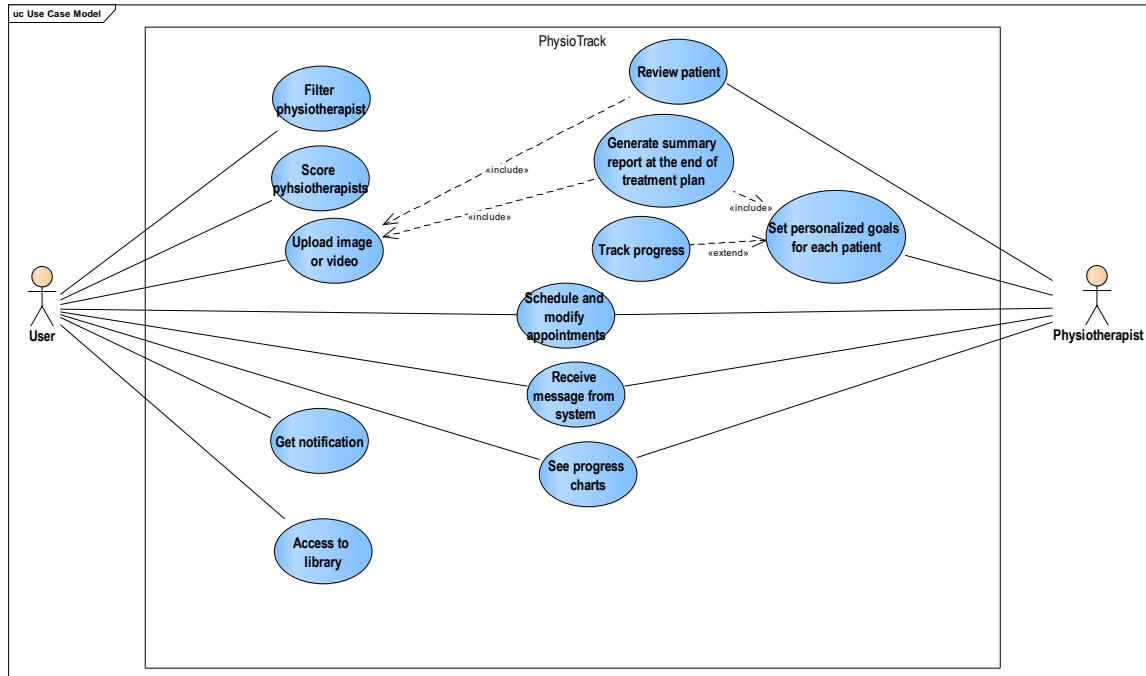 uc Use Case Model
PhysioTrack
Filter
physiotherapist
Score
pyhsiotherapists
Upload image
or video
Review patient
Generate summary
report at the end of
treatment plan
«include»
«include»
«include»
Track progress
«extend»
Set personalized goals
for each patient
Schedule and
modify
appointments
User
Physiotherapist
Receive
message from
system
Get notification
See progress
charts
Access to
library